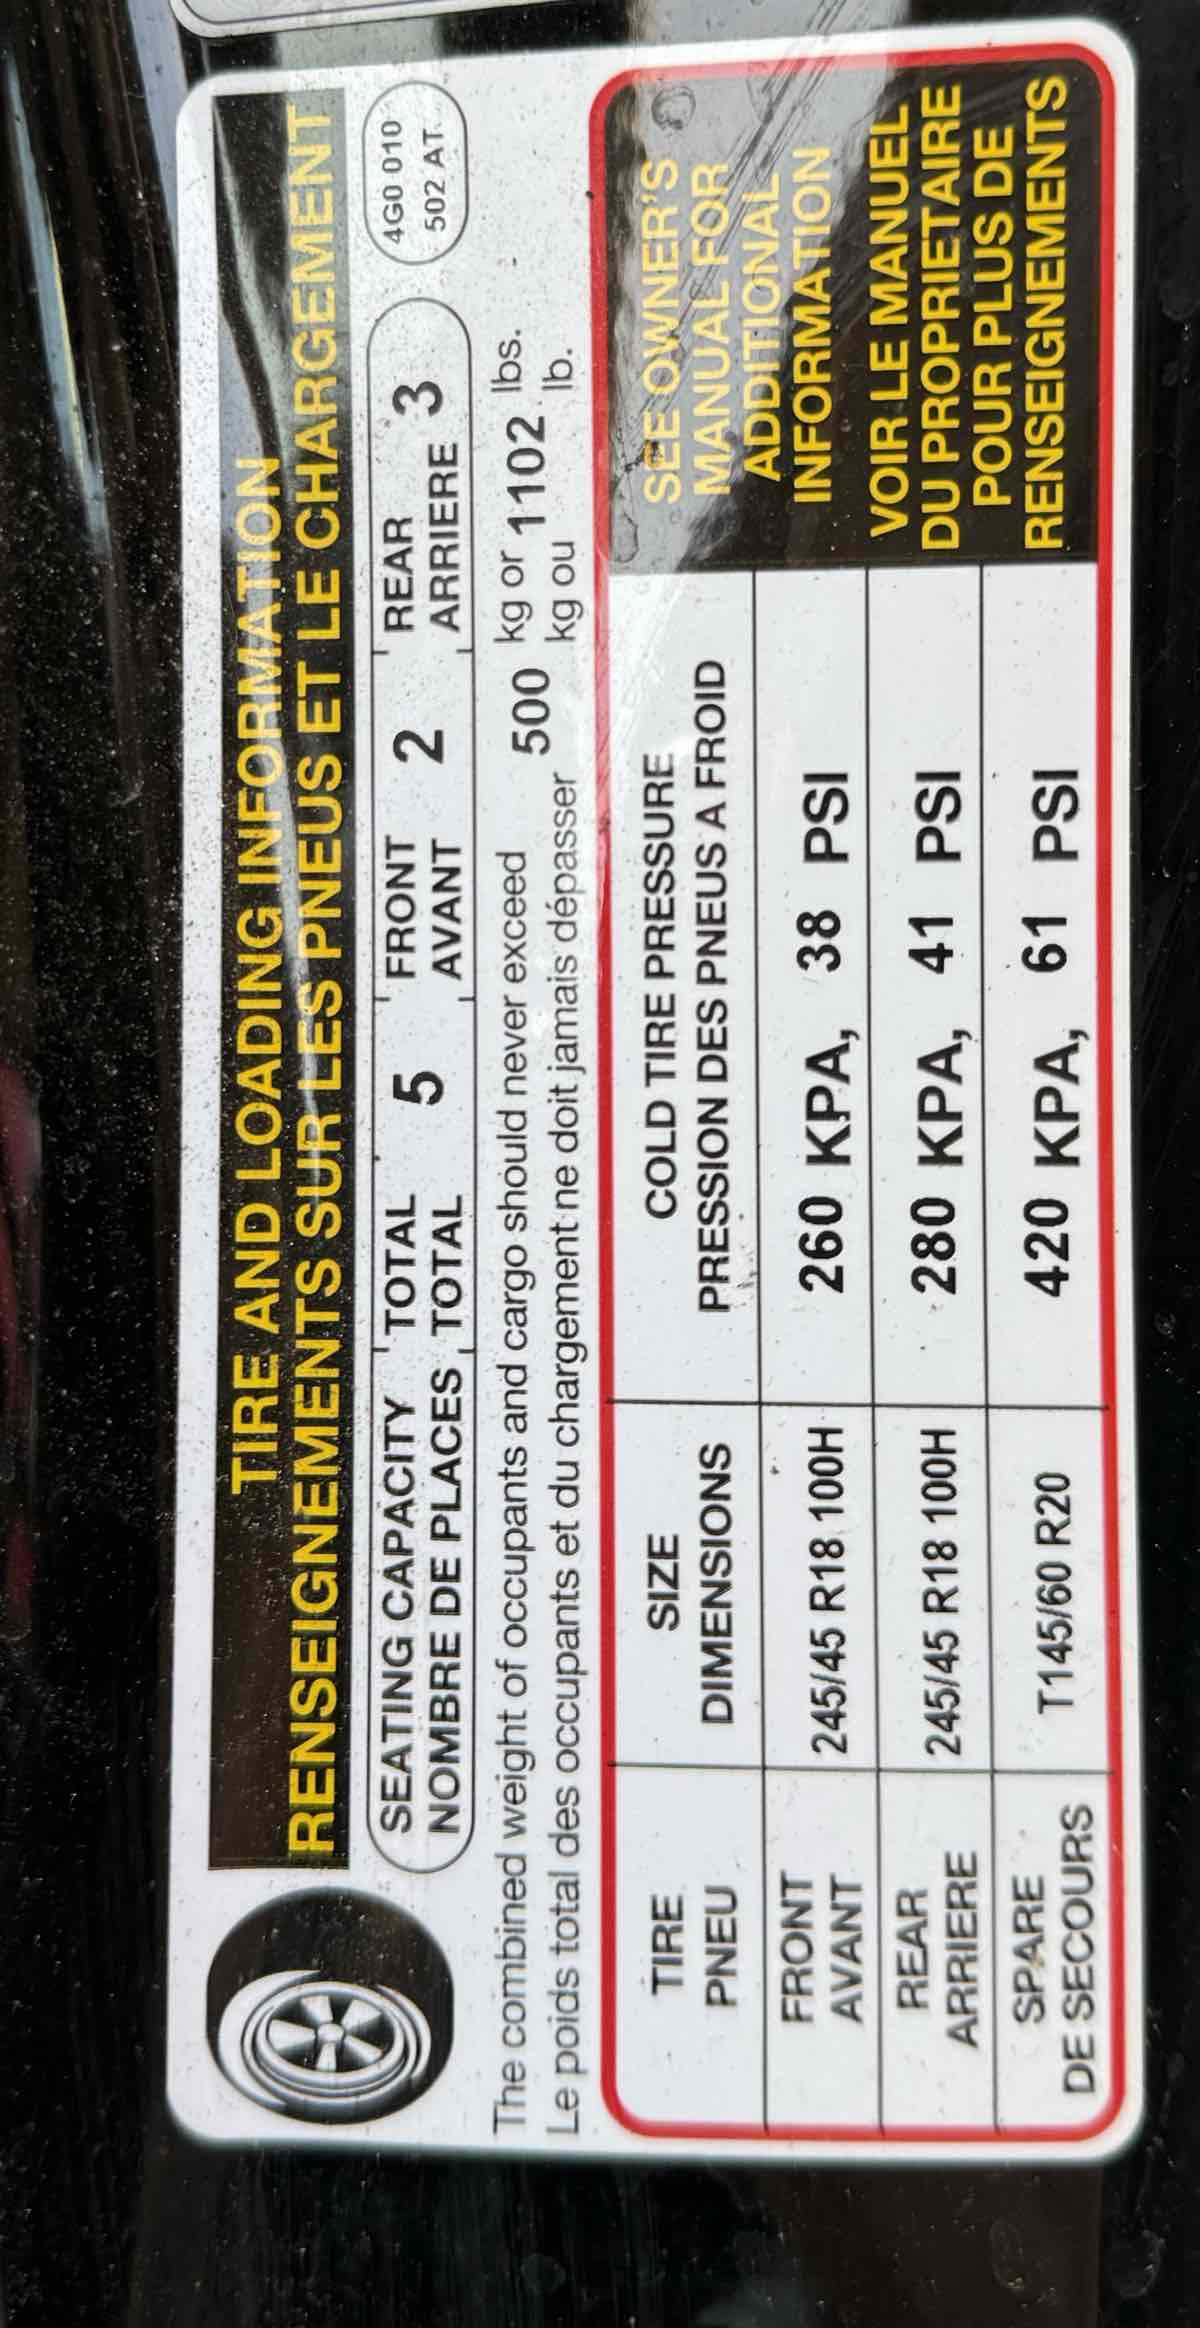 TIRE AND LOADING INFORMATION
RENSEIGNEMENTS SUR LES PNEUS ET LE CHARGEMENT
SEATING CAPACITY TOTAL 5 FRONT 2 REAR 3
NOMBRE DE PLACES TOTAL AVANT ARRIERE
4G0 010
502 AT
The combined weight of occupants and cargo should never exceed 500 kg or 1102 lbs.
Le poids total des occupants et du chargement ne doit jamais dépasser kg ou lb.
TIRE SIZE COLD TIRE PRESSURE
PNEU DIMENSIONS PRESSION DES PNEUS A FROID
FRONT 245/45 R18 100H 260 KPA, 38 PSI
AVANT
REAR 245/45 R18 100H 280 KPA, 41 PSI
ARRIERE
SPARE T145/60 R20 420 KPA, 61 PSI
DE SECOURS
SEE OWNER'S
MANUAL FOR
ADDITIONAL
INFORMATION
VOIR LE MANUEL
DU PROPRIETAIRE
POUR PLUS DE
RENSEIGNEMENTS